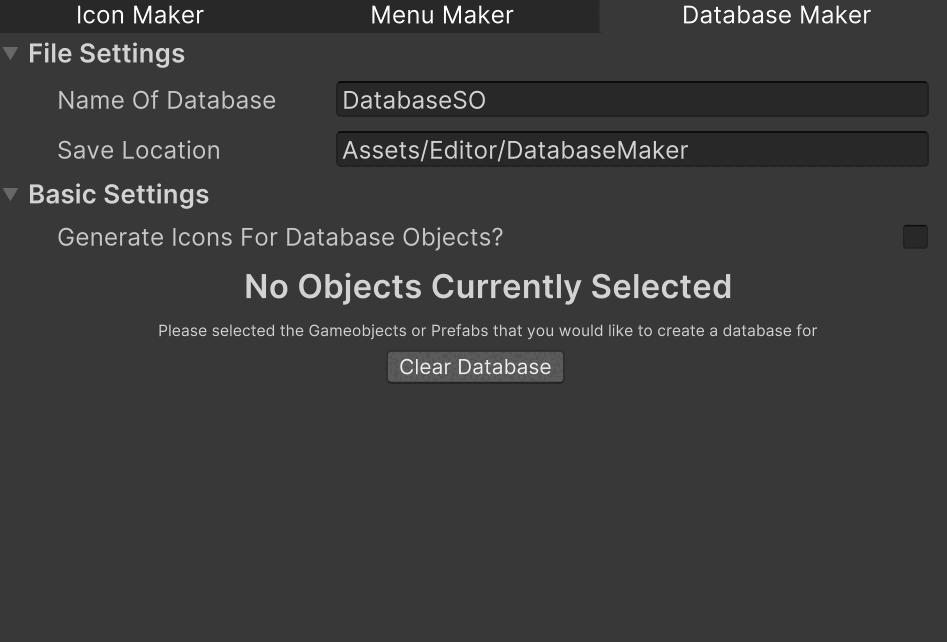 Icon Maker Menu Maker Database Maker
File Settings
Name Of Database DatabaseSO
Save Location Assets/Editor/DatabaseMaker
Basic Settings
Generate Icons For Database Objects?
No Objects Currently Selected
Please selected the Gameobjects or Prefabs that you would like to create a database for
Clear Database